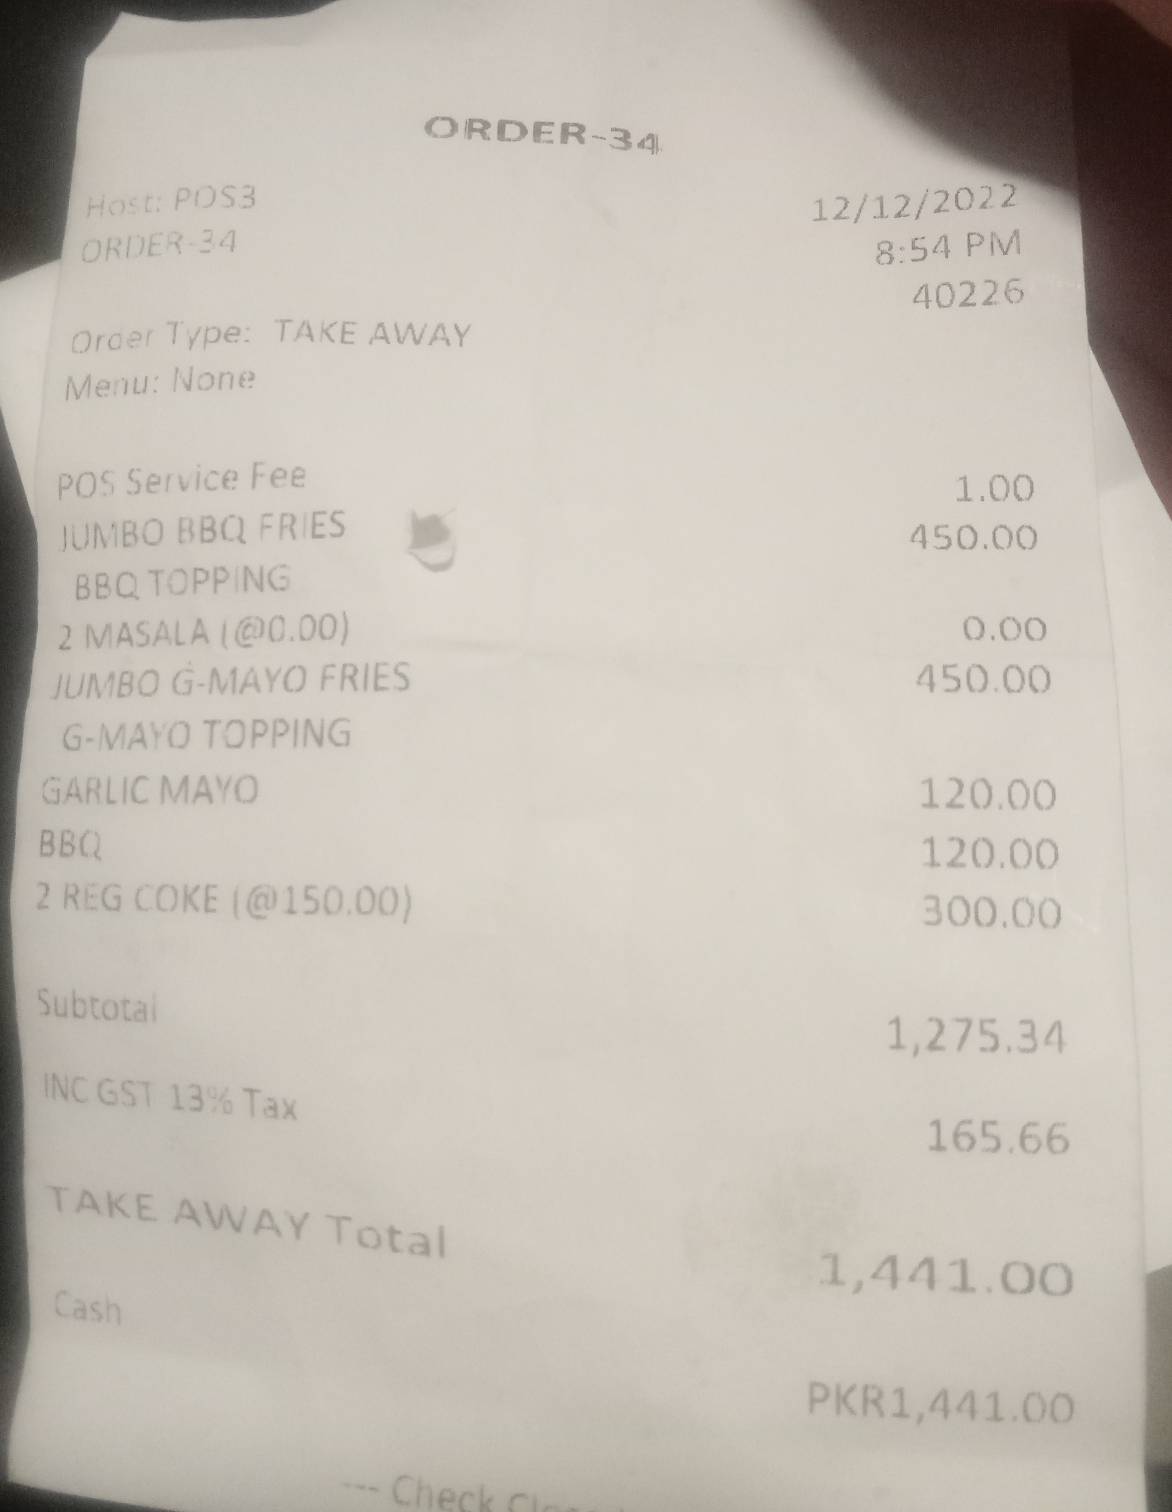 ORDER-34
Host: POS3 12/12/2022
ORDER-34 8:54 PM
40226
Order Type: TAKE AWAY
Menu: None
POS Service Fee 1.00
JUMBO BBQ FRIES 450.00
BBQ TOPPING
2 MASALA (@0.00) 0.00
JUMBO G-MAYO FRIES 450.00
G-MAYO TOPPING
GARLIC MAYO 120.00
BBQ 120.00
2 REG COKE (@150.00) 300.00
Subtotal 1,275.34
INC GST 13% Tax 165.66
TAKE AWAY Total 1,441.00
Cash PKR1,441.00
--- Check